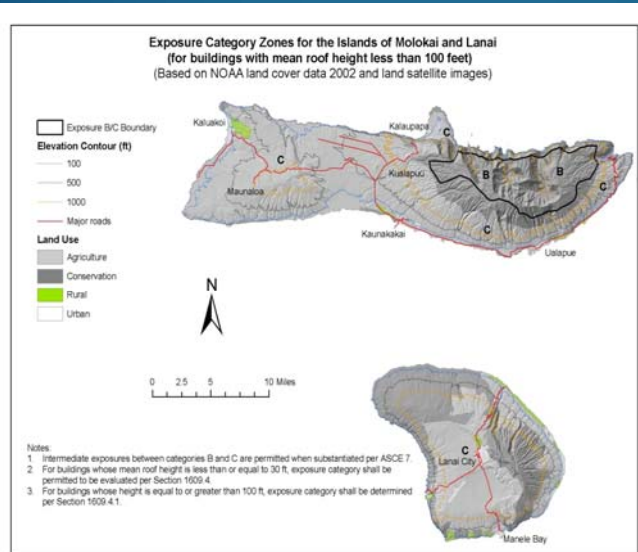 Exposure Category Zones for the Islands of Molokai and Lanai
(for buildings with mean roof height less than 100 feet)
(Based on NOAA land cover data 2002 and land satellite images)
Exposure B/C Boundary
Elevation Contour (ft)
100
500
1000
Major roads
Land Use
Agriculture
Conservation
Rural
Urban
Kaluakoi
Kalaupapa
C
C
Kualapuu
B
B
Maunaloa
C
Kaunakakai
C
Ualapue
N
0 2.5 5 10 Miles
C
Lanai City
Manele Bay
Notes:
1. Intermediate exposures between categories B and C are permitted when substantiated per ASCE 7.
2. For buildings whose mean roof height is less than or equal to 30 ft, exposure category shall be
permitted to be evaluated per Section 1609.4.
3. For buildings whose height is equal to or greater than 100 ft, exposure category shall be determined
per Section 1609.4.1.